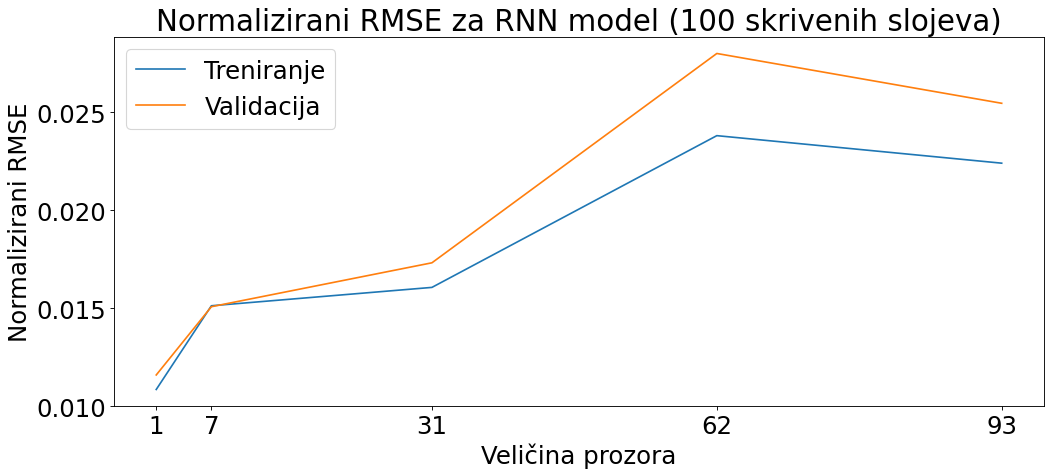 Normalizirani RMSE za RNN model (100 skrivenih slojeva)
Treniranje
Validacija
Normalizirani RMSE
0.025
0.020
0.015
0.010
1 7 31 62 93
Veličina prozora